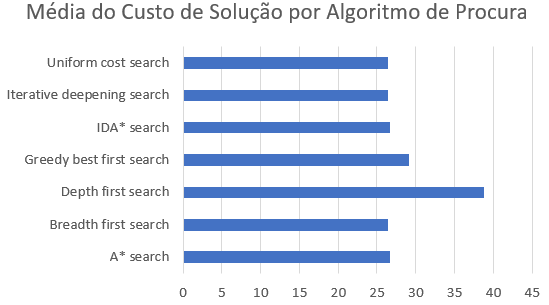 Média do Custo de Solução por Algoritmo de Procura
Uniform cost search
Iterative deepening search
IDA* search
Greedy best first search
Depth first search
Breadth first search
A* search
0 5 10 15 20 25 30 35 40 45